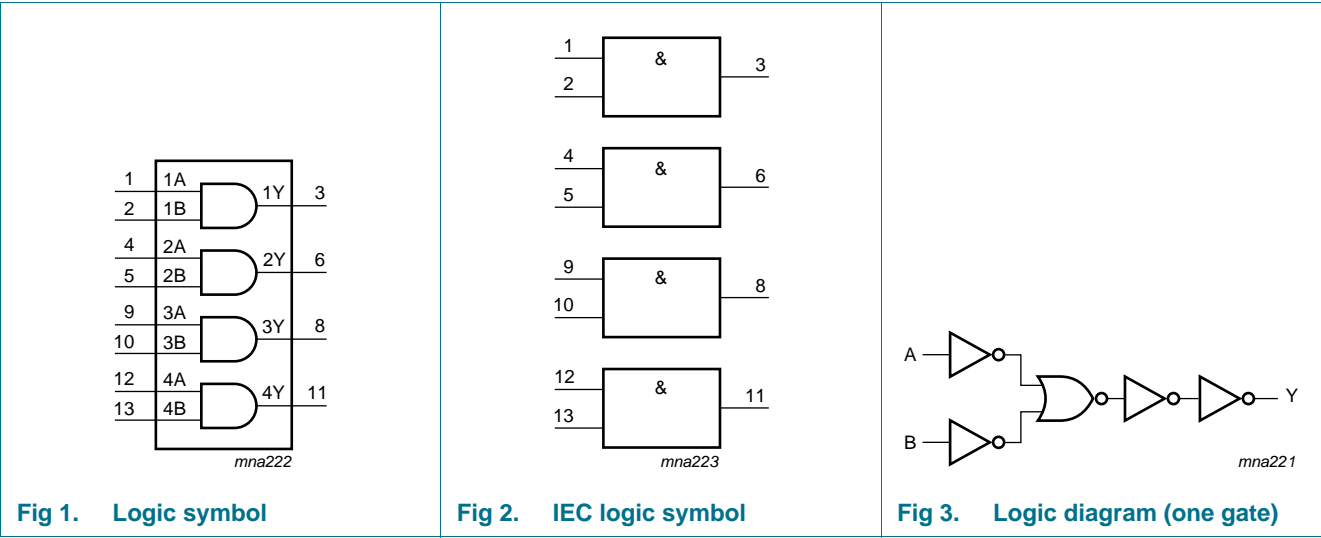 1 1A 1Y 3
2 1B
4 2A 2Y 6
5 2B
9 3A 3Y 8
10 3B
12 4A 4Y 11
13 4B
mna222
Fig 1. Logic symbol
1 & 3
2
4 & 6
5
9 & 8
10
12 & 11
13
mna223
Fig 2. IEC logic symbol
A
Y
B
mna221
Fig 3. Logic diagram (one gate)